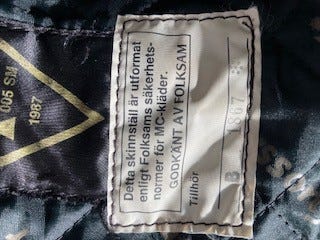 1987
Detta skinnställ är utformat
enligt Folksams säkerhets-
normer för MC-kläder.
GODKÄNT AV FOLKSAM
Tillhör